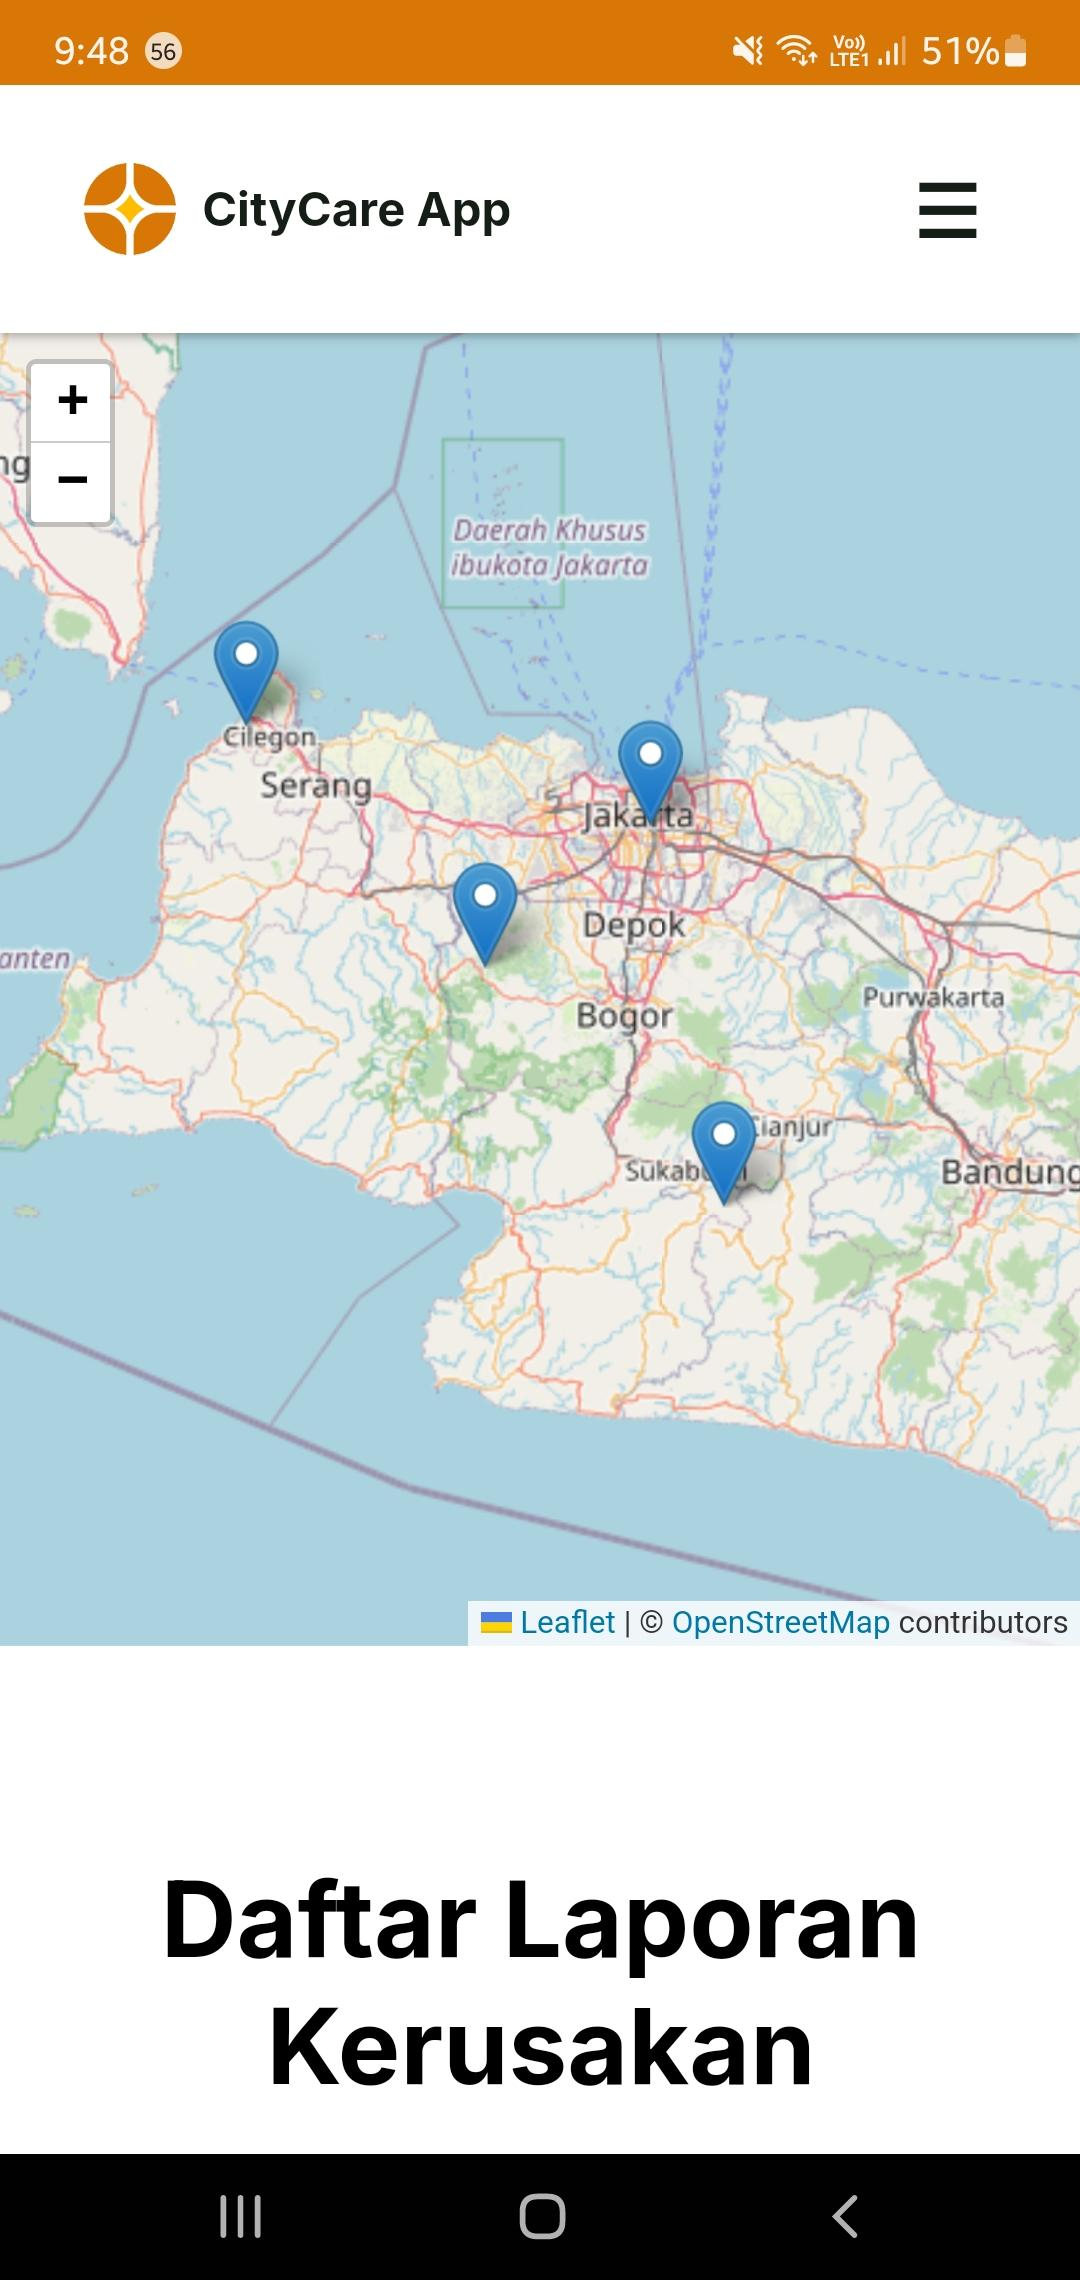 9:48 56 Vo)) LTE1 51%
CityCare App
+
−
ng
Daerah Khusus
ibukota Jakarta
Cilegon
Serang
Jakarta
Depok
anten
Purwakarta
Bogor
Cianjur
Bandung
Leaflet | © OpenStreetMap contributors
Daftar Laporan
Kerusakan